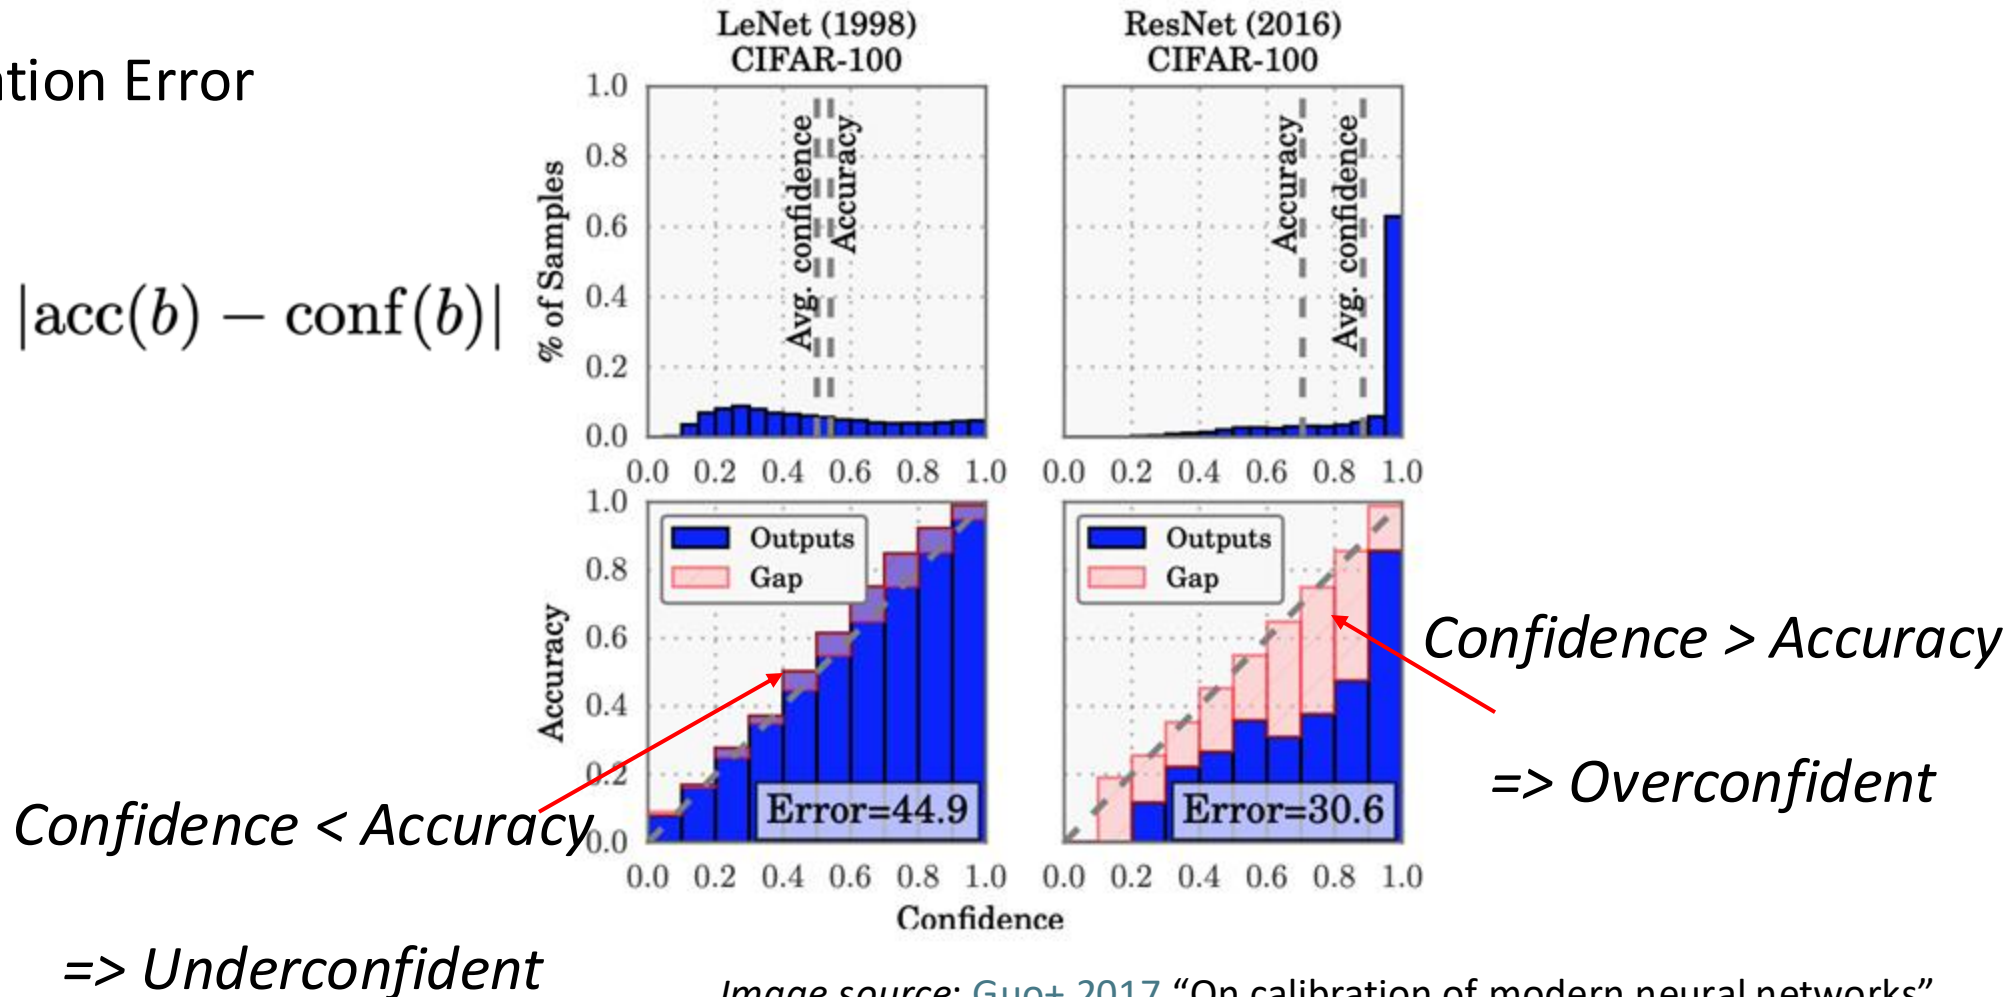 ation Error
|acc(b) − conf(b)|
LeNet (1998)
CIFAR-100
ResNet (2016)
CIFAR-100
% of Samples
1.0
0.8
0.6
0.4
0.2
0.0
Avg. confidence
Accuracy
Accuracy
Avg. confidence
0.0 0.2 0.4 0.6 0.8 1.0
0.0 0.2 0.4 0.6 0.8 1.0
Accuracy
1.0
0.8
0.6
0.4
0.2
0.0
Outputs
Gap
Error=44.9
Outputs
Gap
Error=30.6
0.0 0.2 0.4 0.6 0.8 1.0
0.0 0.2 0.4 0.6 0.8 1.0
Confidence
Confidence < Accuracy
=> Underconfident
Confidence > Accuracy
=> Overconfident
Image source: Guo+ 2017 “On calibration of modern neural networks”